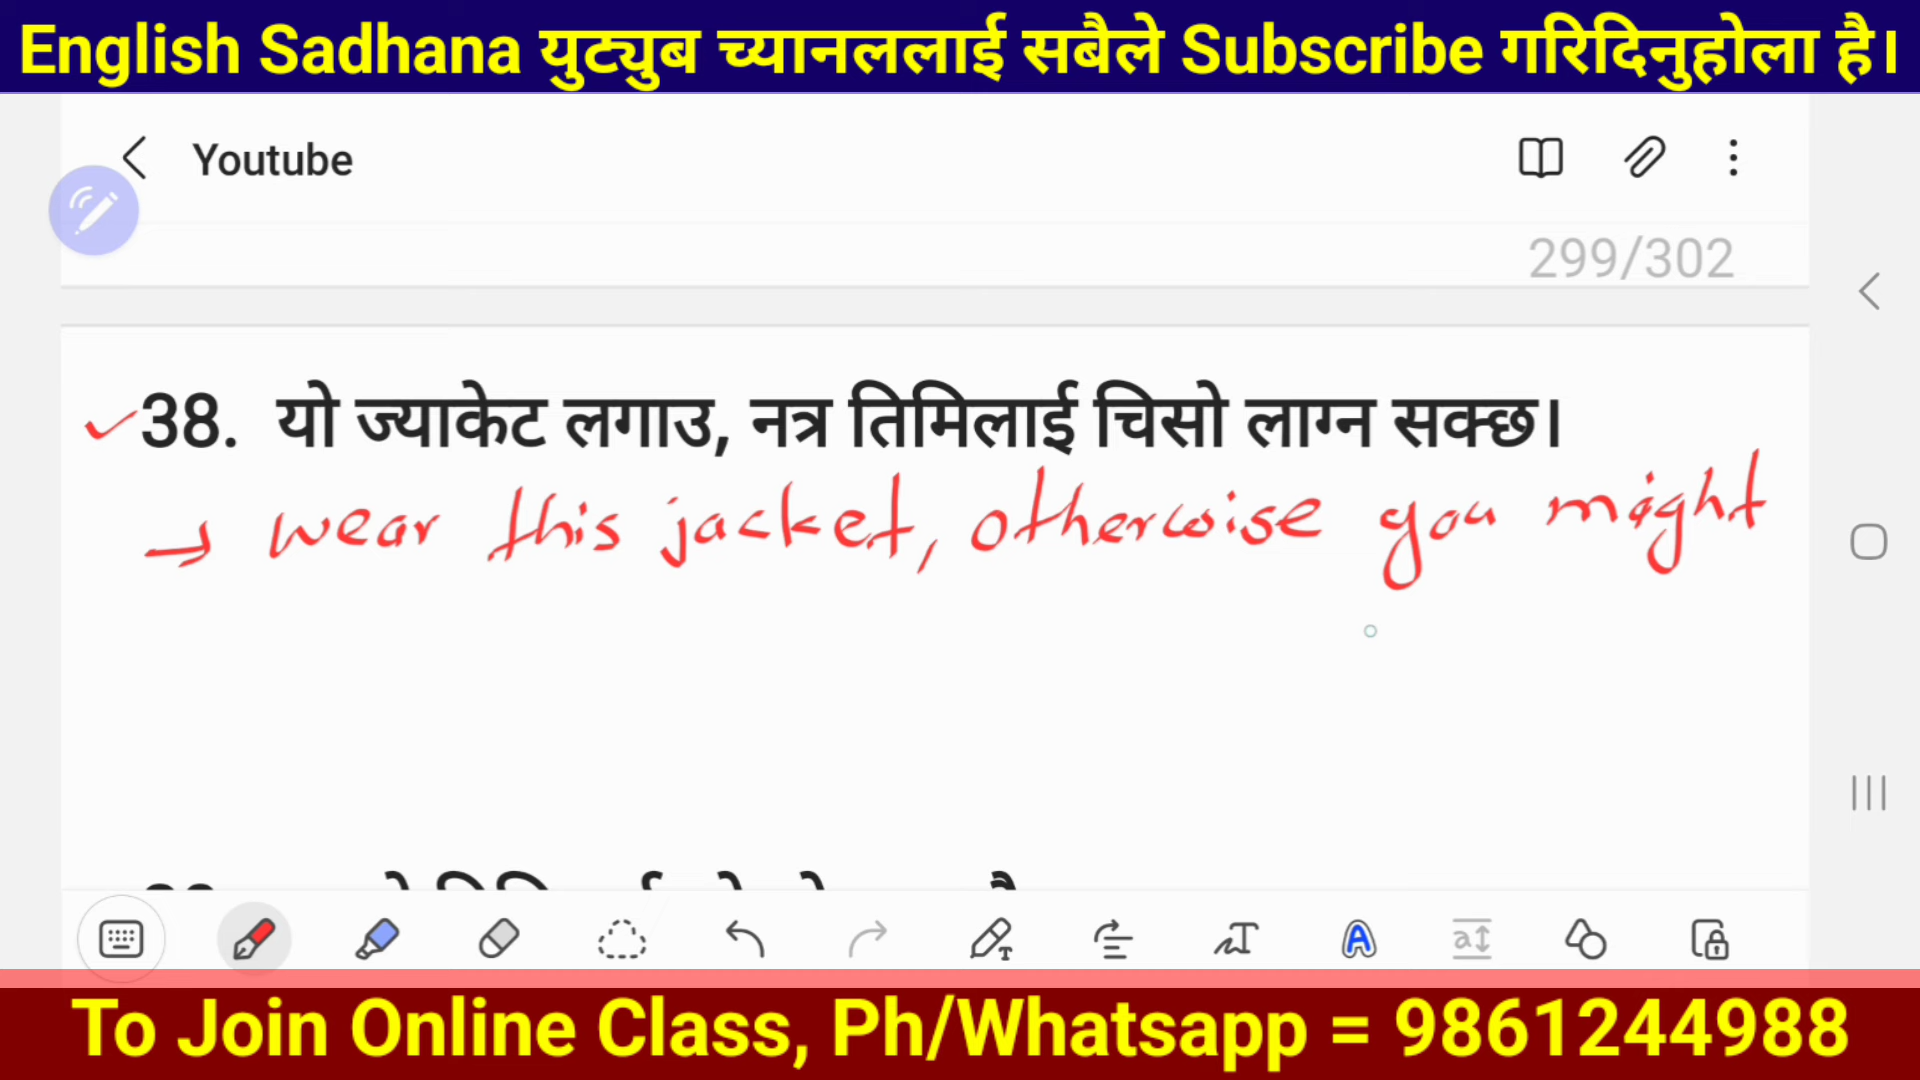 English Sadhana युट्युब च्यानललाई सबैले Subscribe गरिदिनुहोला है।
Youtube
299/302
38. यो ज्याकेट लगाउ, नत्र तिमिलाई चिसो लाग्न सक्छ।
→ wear this jacket, otherwise you might
To Join Online Class, Ph/Whatsapp = 9861244988